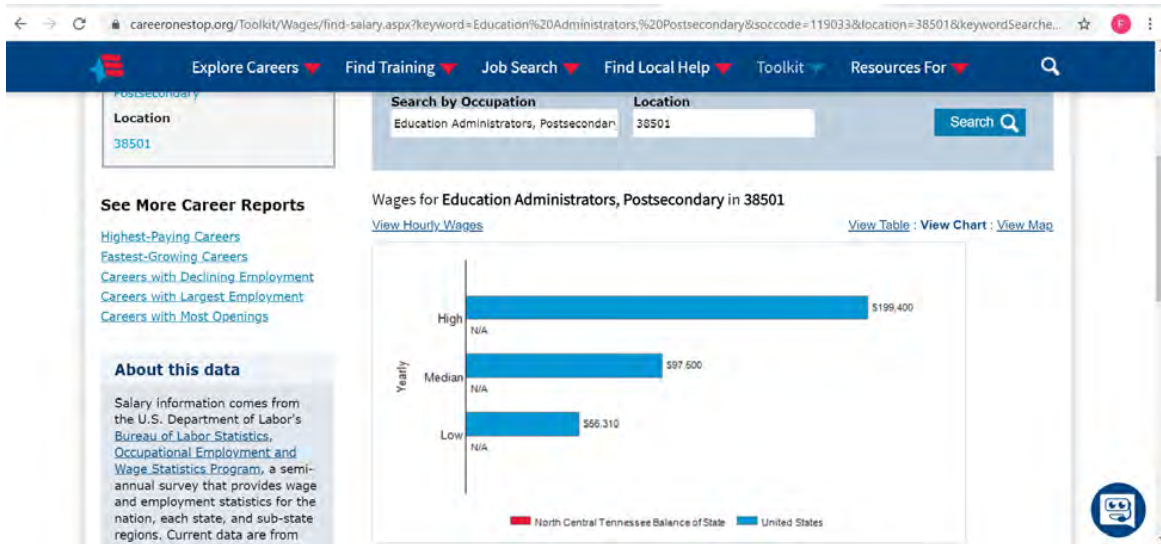 careeronestop.org/Toolkit/Wages/find-salary.aspx?keyword=Education%20Administrators,%20Postsecondary&soccode=119033&location=38501&keywordSearche...
E
Explore Careers Find Training Job Search Find Local Help Toolkit Resources For
Postsecondary
Location
38501
Search by Occupation Location
Education Administrators, Postsecondar 38501 Search
See More Career Reports
Highest-Paying Careers
Fastest-Growing Careers
Careers with Declining Employment
Careers with Largest Employment
Careers with Most Openings
About this data
Salary information comes from
the U.S. Department of Labor's
Bureau of Labor Statistics,
Occupational Employment and
Wage Statistics Program, a semi-
annual survey that provides wage
and employment statistics for the
nation, each state, and sub-state
regions. Current data are from
Wages for Education Administrators, Postsecondary in 38501
View Hourly Wages View Table : View Chart : View Map
Yearly
High $199,400
N/A
Median $97,500
N/A
Low $56,310
N/A
North Central Tennessee Balance of State United States